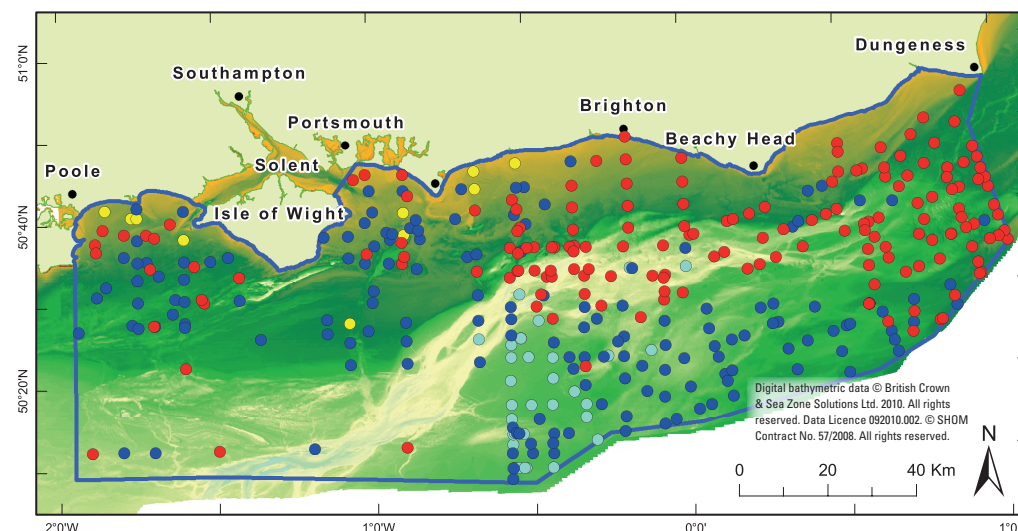 Dungeness
51°0'N
Southampton
Brighton
Portsmouth
Beachy Head
Solent
Poole
Isle of Wight
50°40'N
50°20'N
Digital bathymetric data © British Crown
& Sea Zone Solutions Ltd. 2010. All rights
reserved. Data Licence 092010.002. © SHOM
Contract No. 57/2008. All rights reserved.
N
0 20 40 Km
2°0'W 1°0'W 0°0'